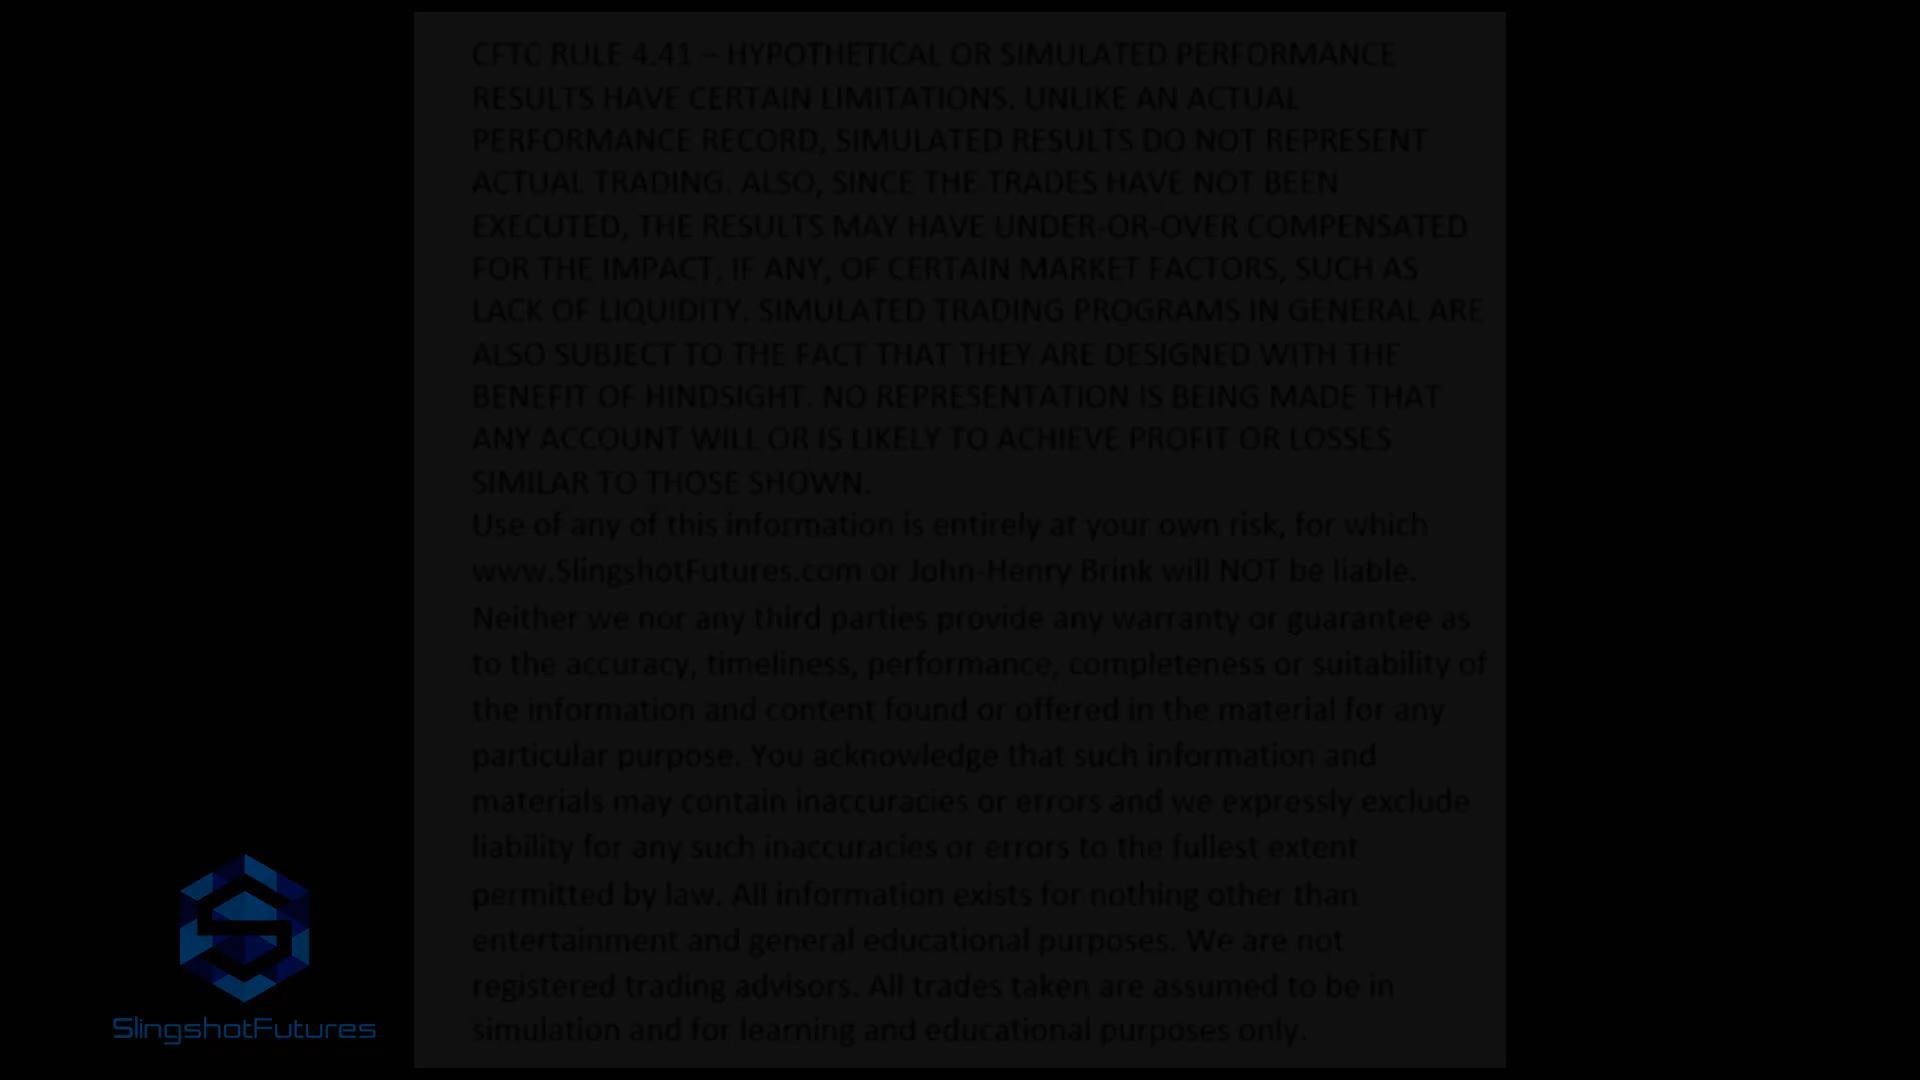 CFTC RULE 4.41 – HYPOTHETICAL OR SIMULATED PERFORMANCE
RESULTS HAVE CERTAIN LIMITATIONS. UNLIKE AN ACTUAL
PERFORMANCE RECORD, SIMULATED RESULTS DO NOT REPRESENT
ACTUAL TRADING. ALSO, SINCE THE TRADES HAVE NOT BEEN
EXECUTED, THE RESULTS MAY HAVE UNDER-OR-OVER COMPENSATED
FOR THE IMPACT, IF ANY, OF CERTAIN MARKET FACTORS, SUCH AS
LACK OF LIQUIDITY. SIMULATED TRADING PROGRAMS IN GENERAL ARE
ALSO SUBJECT TO THE FACT THAT THEY ARE DESIGNED WITH THE
BENEFIT OF HINDSIGHT. NO REPRESENTATION IS BEING MADE THAT
ANY ACCOUNT WILL OR IS LIKELY TO ACHIEVE PROFIT OR LOSSES
SIMILAR TO THOSE SHOWN.
Use of any of this information is entirely at your own risk, for which
www.SlingshotFutures.com or John-Henry Brink will NOT be liable.
Neither we nor any third parties provide any warranty or guarantee as
to the accuracy, timeliness, performance, completeness or suitability of
the information and content found or offered in the material for any
particular purpose. You acknowledge that such information and
materials may contain inaccuracies or errors and we expressly exclude
liability for any such inaccuracies or errors to the fullest extent
permitted by law. All information exists for nothing other than
entertainment and general educational purposes. We are not
registered trading advisors. All trades taken are assumed to be in
simulation and for learning and educational purposes only.
SlingshotFutures